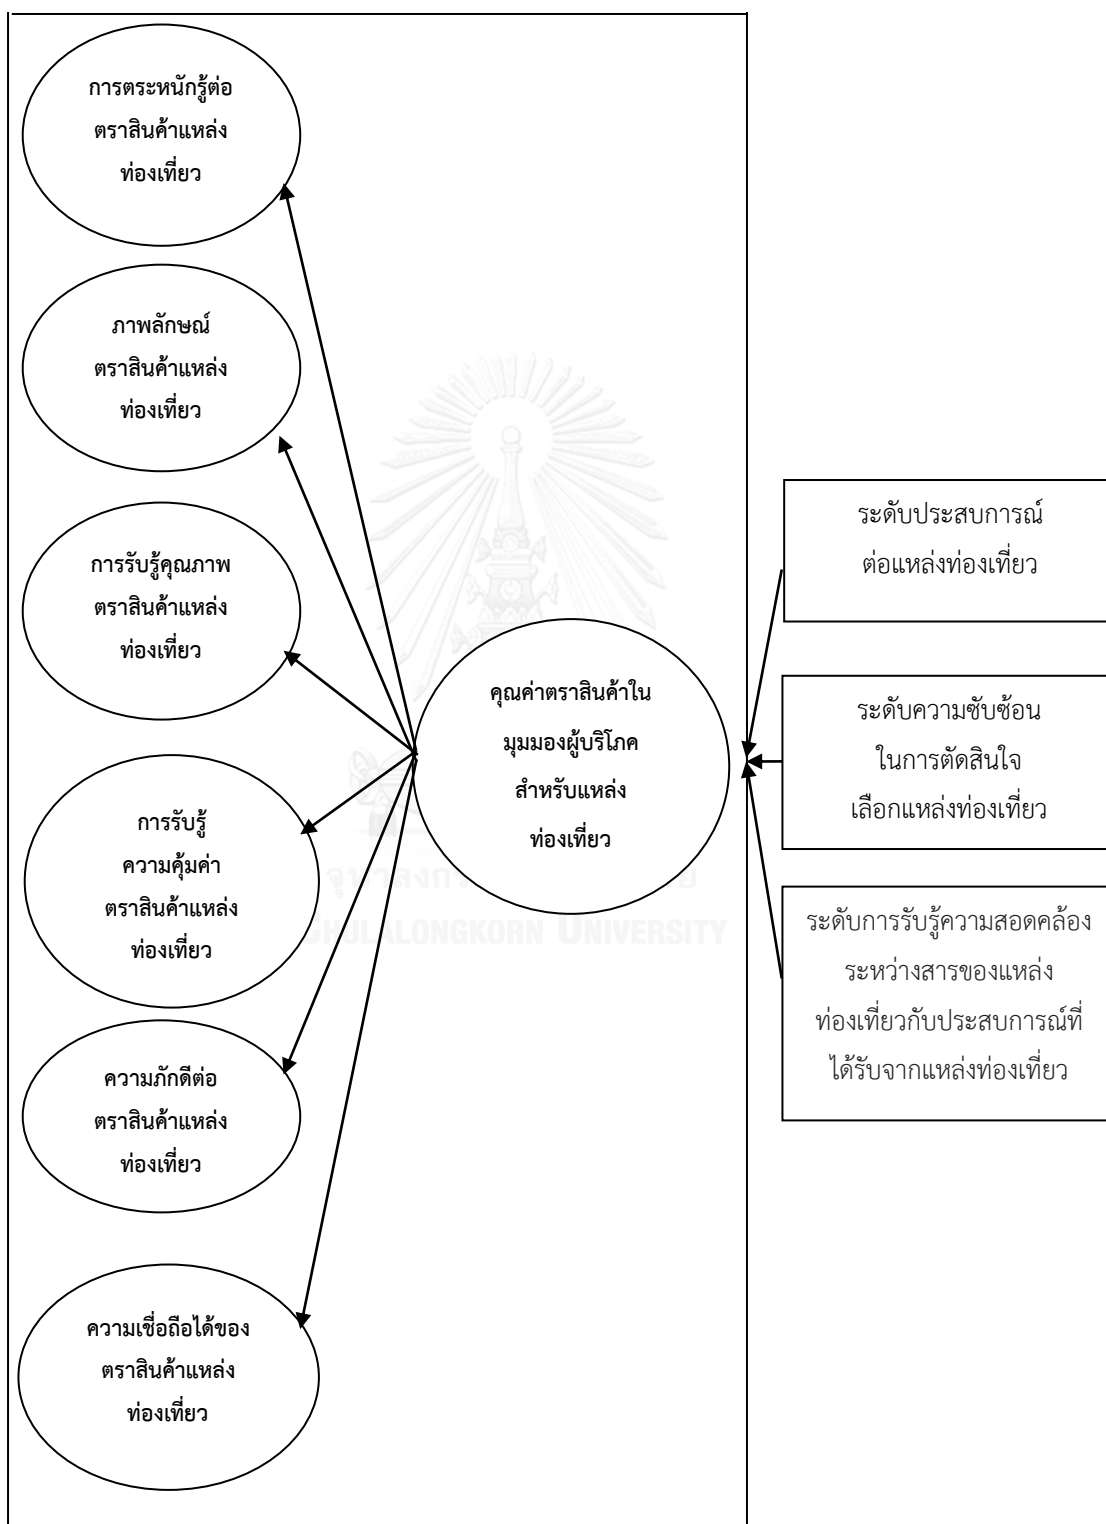 การตระหนักรู้ต่อ
ตราสินค้าแหล่ง
ท่องเที่ยว
ภาพลักษณ์
ตราสินค้าแหล่ง
ท่องเที่ยว
การรับรู้คุณภาพ
ตราสินค้าแหล่ง
ท่องเที่ยว
การรับรู้
ความคุ้มค่า
ตราสินค้าแหล่ง
ท่องเที่ยว
ความภักดีต่อ
ตราสินค้าแหล่ง
ท่องเที่ยว
ความเชื่อถือได้ของ
ตราสินค้าแหล่ง
ท่องเที่ยว
คุณค่าตราสินค้าใน
มุมมองผู้บริโภค
สำหรับแหล่ง
ท่องเที่ยว
ระดับประสบการณ์
ต่อแหล่งท่องเที่ยว
ระดับความซับซ้อน
ในการตัดสินใจ
เลือกแหล่งท่องเที่ยว
ระดับการรับรู้ความสอดคล้อง
ระหว่างสารของแหล่ง
ท่องเที่ยวกับประสบการณ์ที่
ได้รับจากแหล่งท่องเที่ยว
CHULALONGKORN UNIVERSITY